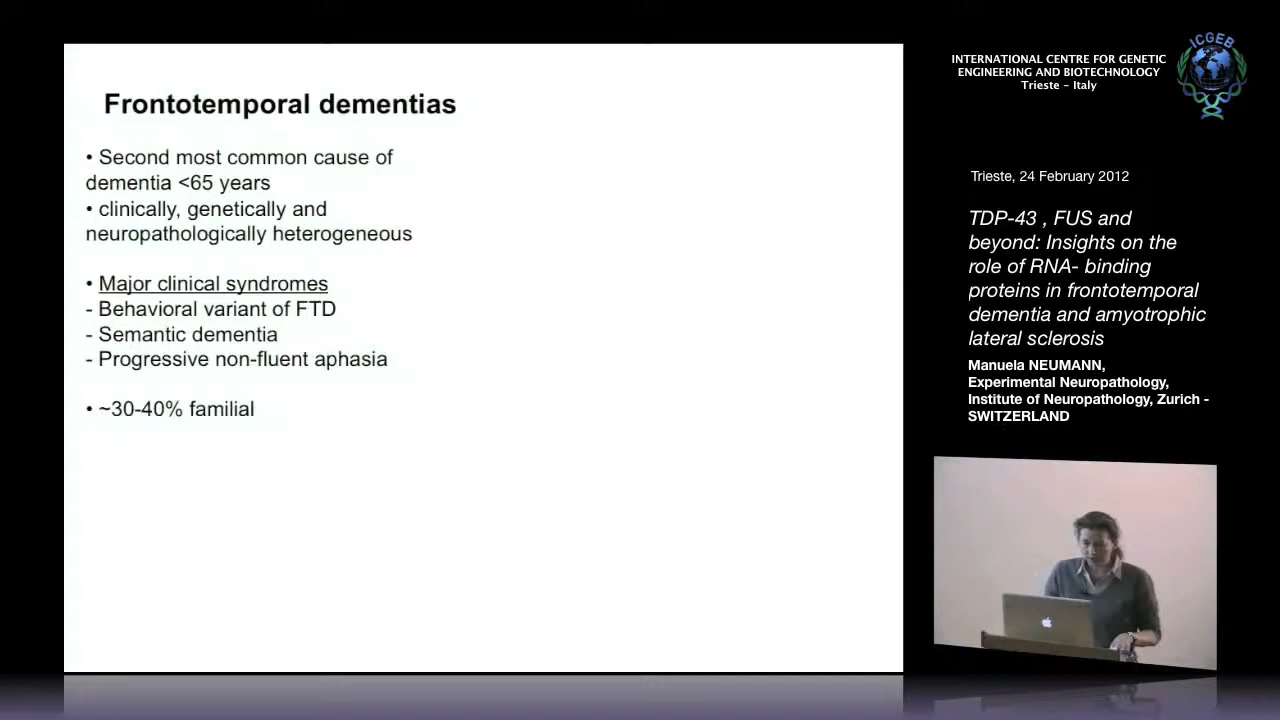 Frontotemporal dementias
• Second most common cause of
dementia <65 years
• clinically, genetically and
neuropathologically heterogeneous
• Major clinical syndromes
- Behavioral variant of FTD
- Semantic dementia
- Progressive non-fluent aphasia
• ~30-40% familial
INTERNATIONAL CENTRE FOR GENETIC
ENGINEERING AND BIOTECHNOLOGY
Trieste - Italy
ICGEB
Trieste, 24 February 2012
TDP-43 , FUS and
beyond: Insights on the
role of RNA- binding
proteins in frontotemporal
dementia and amyotrophic
lateral sclerosis
Manuela NEUMANN,
Experimental Neuropathology,
Institute of Neuropathology, Zurich -
SWITZERLAND